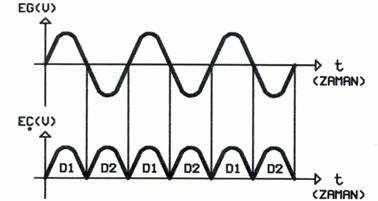 EG(V)
t
(ZAMAN)
EÇ(V)
D1 D2 D1 D2 D1 D2
t
(ZAMAN)